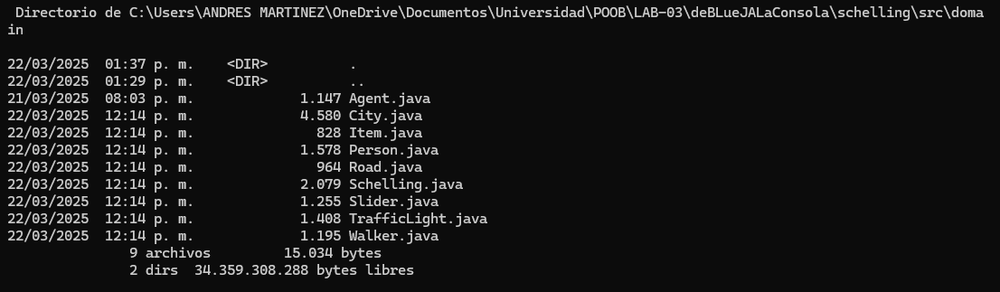 Directorio de C:\Users\ANDRES MARTINEZ\OneDrive\Documentos\Universidad\POOB\LAB-03\deBLueJALaConsola\schelling\src\doma
in
22/03/2025  01:37 p. m.    <DIR>          .
22/03/2025  01:29 p. m.    <DIR>          ..
21/03/2025  08:03 p. m.             1.147 Agent.java
22/03/2025  12:14 p. m.             4.580 City.java
22/03/2025  12:14 p. m.               828 Item.java
22/03/2025  12:14 p. m.             1.578 Person.java
22/03/2025  12:14 p. m.               964 Road.java
22/03/2025  12:14 p. m.             2.079 Schelling.java
22/03/2025  12:14 p. m.             1.255 Slider.java
22/03/2025  12:14 p. m.             1.408 TrafficLight.java
22/03/2025  12:14 p. m.             1.195 Walker.java
               9 archivos         15.034 bytes
               2 dirs  34.359.308.288 bytes libres